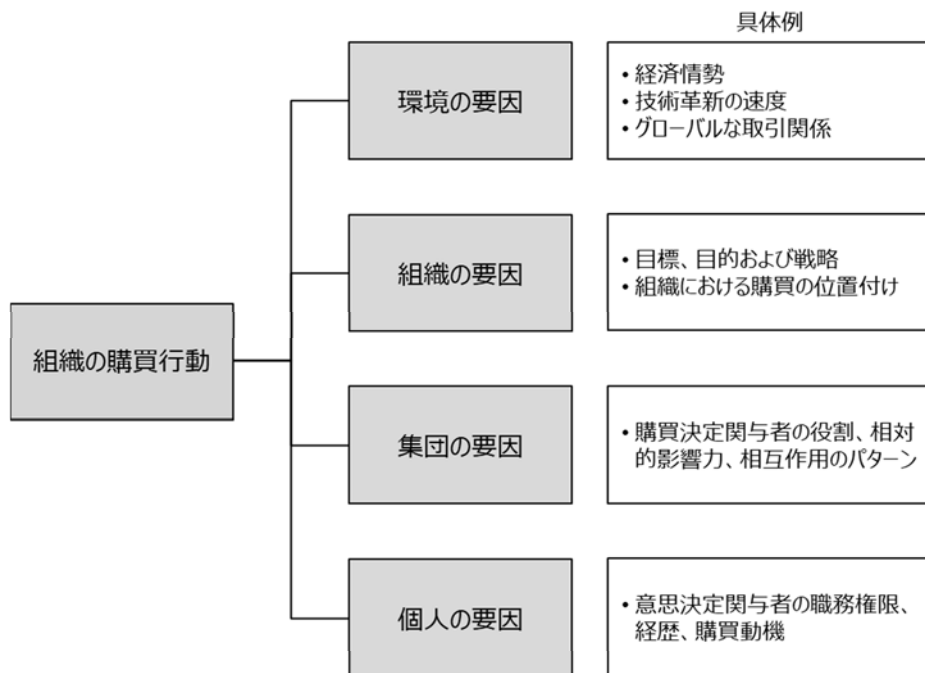 具体例
環境の要因
• 経済情勢
• 技術革新の速度
• グローバルな取引関係
組織の要因
• 目標、目的および戦略
• 組織における購買の位置付け
組織の購買行動
集団の要因
• 購買決定関与者の役割、相対
的影響力、相互作用のパターン
個人の要因
• 意思決定関与者の職務権限、
経歴、購買動機